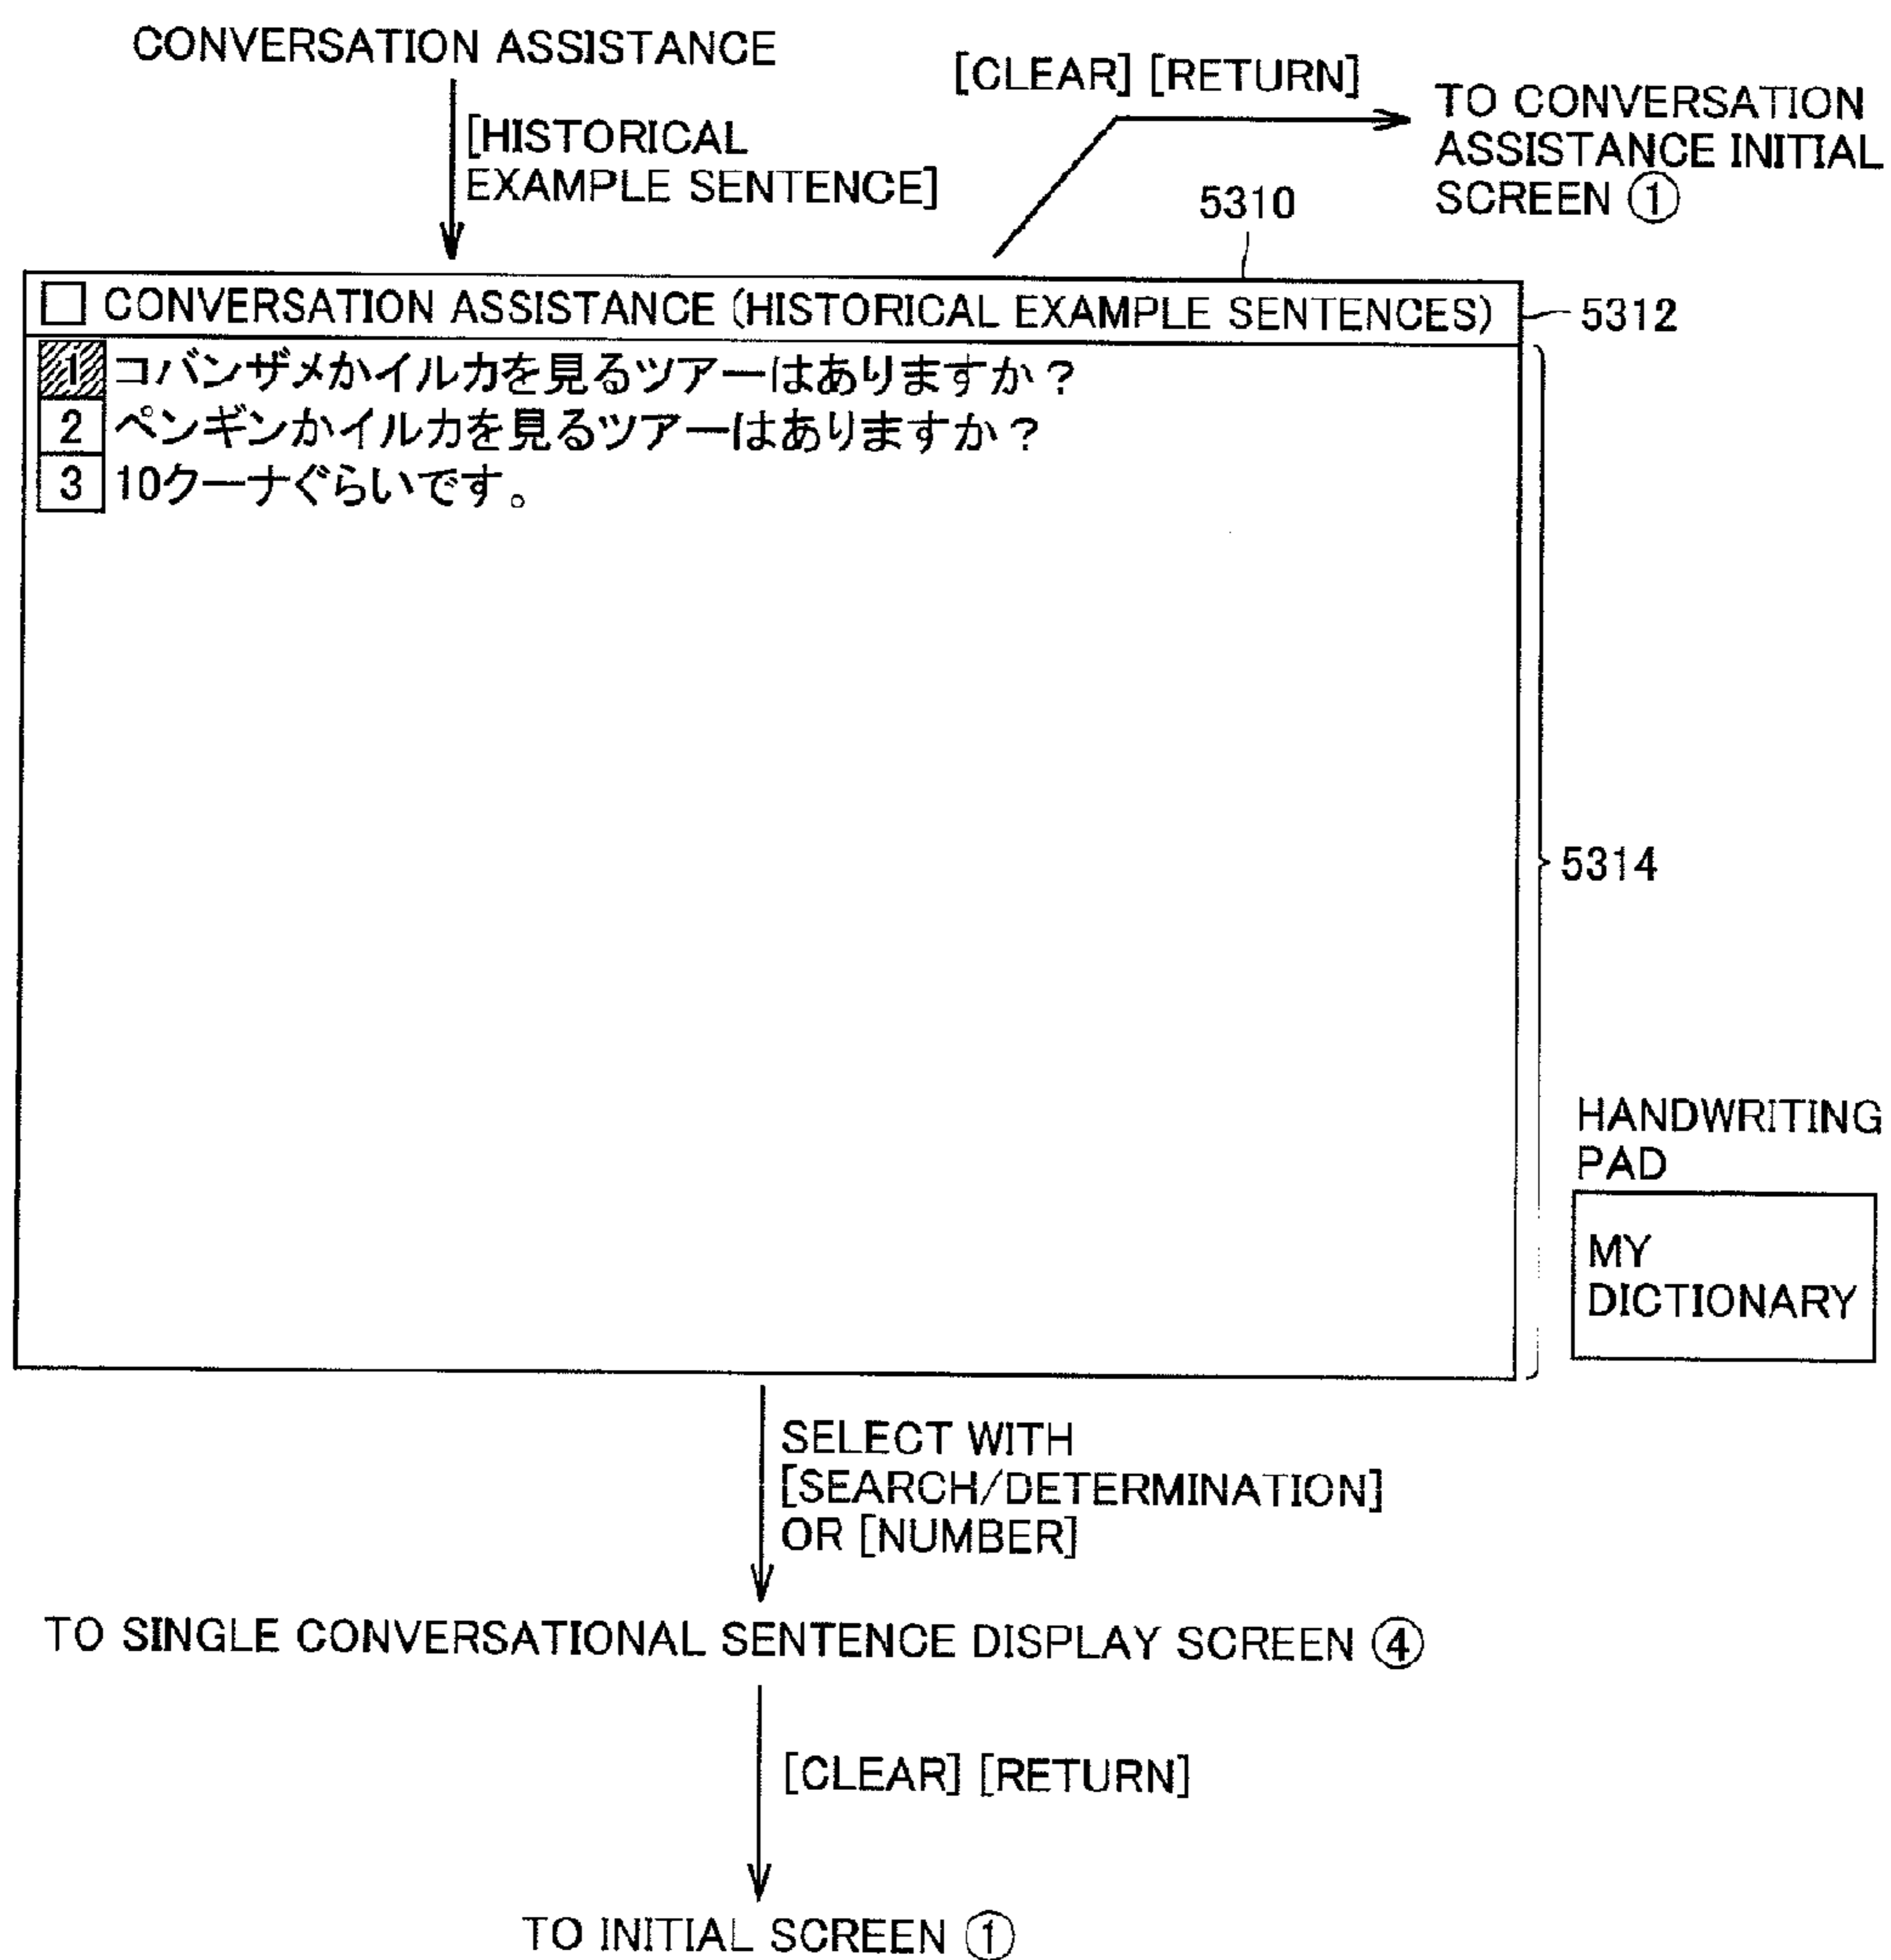 CONVERSATION ASSISTANCE
[HISTORICAL
EXAMPLE SENTENCE]
[CLEAR] [RETURN]
TO CONVERSATION
ASSISTANCE INITIAL
SCREEN ①
5310
CONVERSATION ASSISTANCE (HISTORICAL EXAMPLE SENTENCES)
5312
1 コバンザメかイルカを見るツアーはありますか?
2 ペンギンかイルカを見るツアーはありますか?
3 10クーナぐらいです。
5314
HANDWRITING
PAD
MY
DICTIONARY
SELECT WITH
[SEARCH/DETERMINATION]
OR [NUMBER]
TO SINGLE CONVERSATIONAL SENTENCE DISPLAY SCREEN ④
[CLEAR] [RETURN]
TO INITIAL SCREEN ①